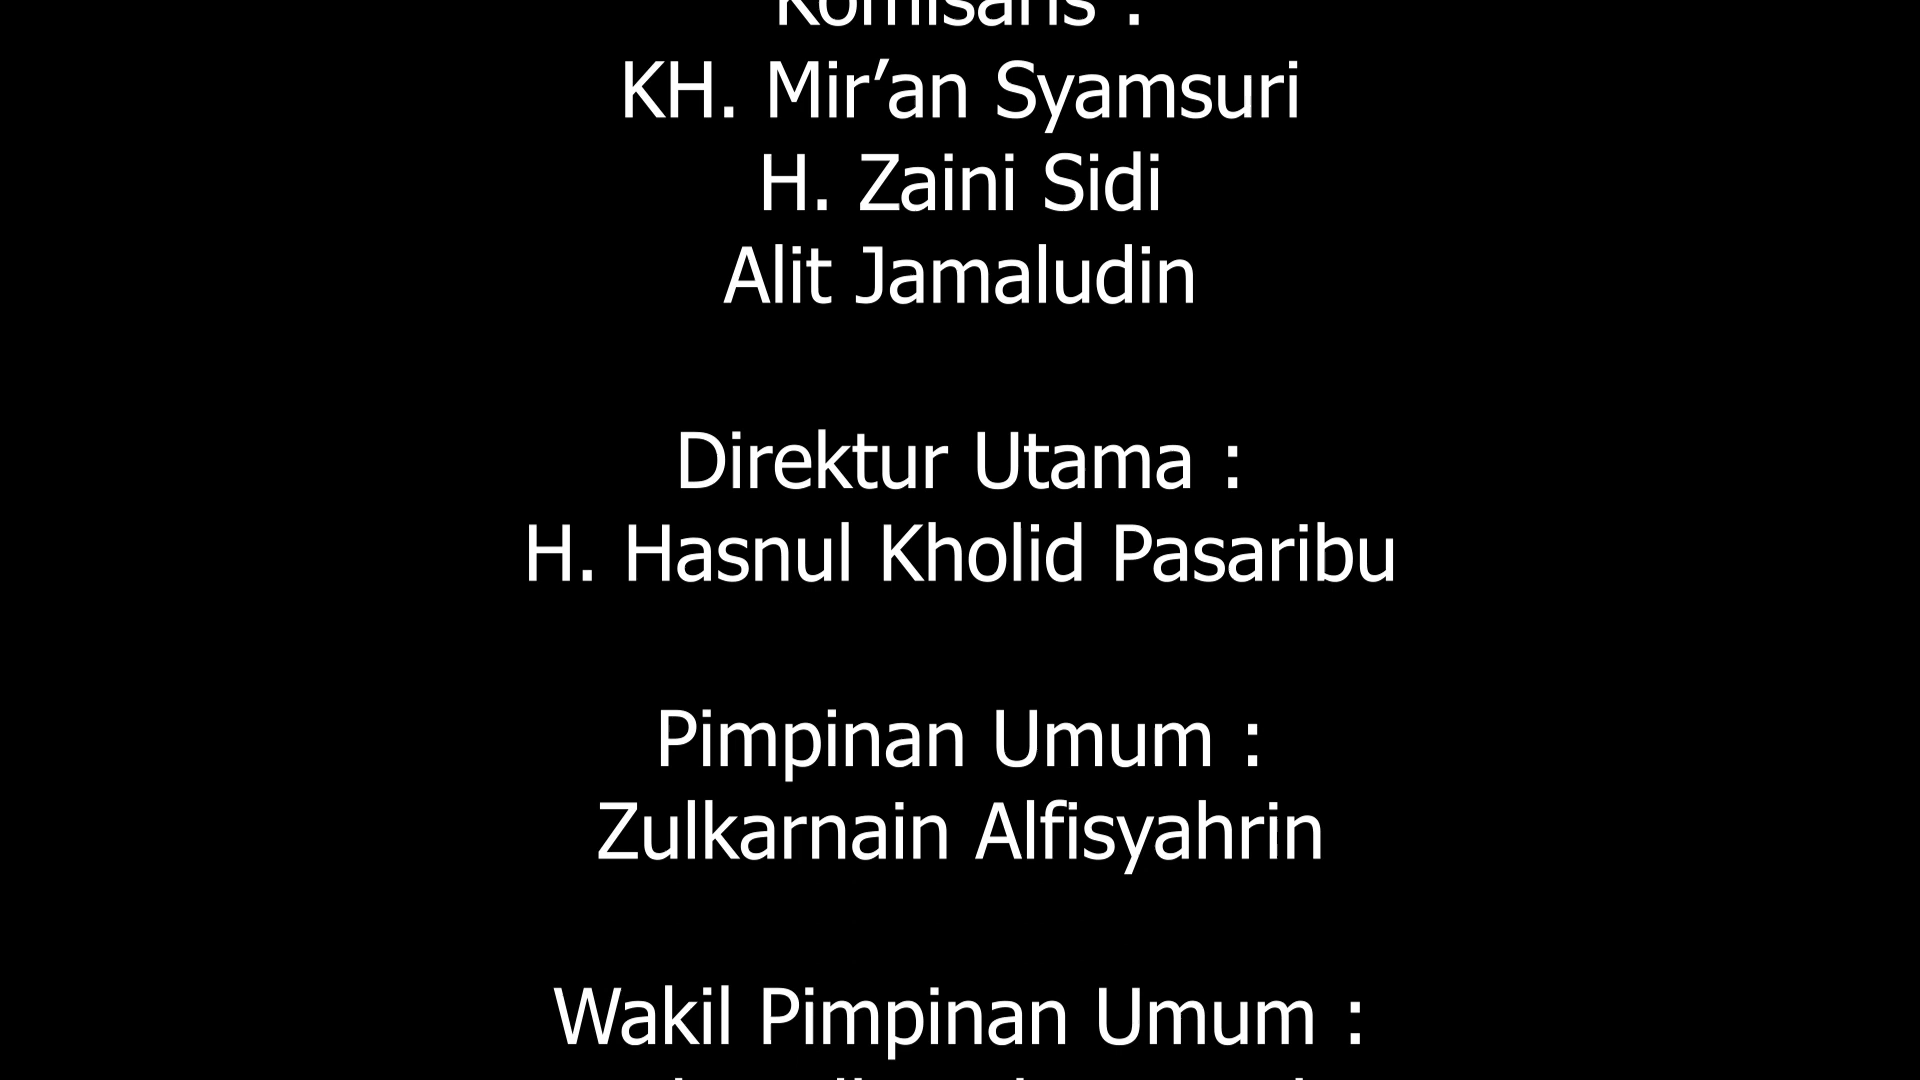 Komisaris :
KH. Mir’an Syamsuri
H. Zaini Sidi
Alit Jamaludin
Direktur Utama :
H. Hasnul Kholid Pasaribu
Pimpinan Umum :
Zulkarnain Alfisyahrin
Wakil Pimpinan Umum :